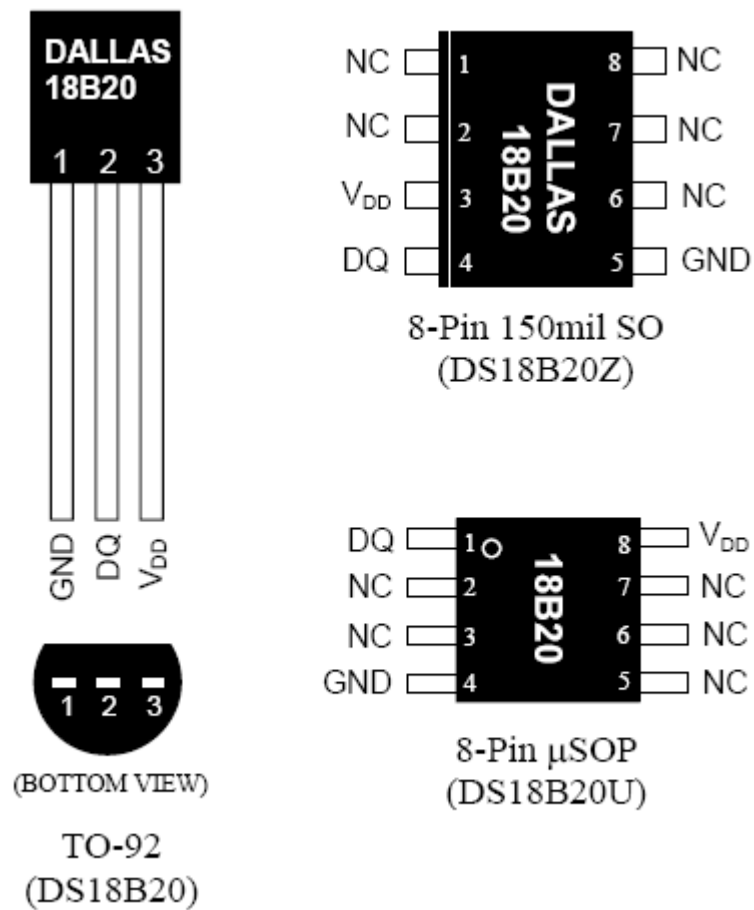 DALLAS
18B20
1 2 3
GND DQ VDD
1 2 3
(BOTTOM VIEW)
TO-92
(DS18B20)
NC 1 8 NC
NC 2 7 NC
VDD 3 6 NC
DQ 4 5 GND
DALLAS
18B20
8-Pin 150mil SO
(DS18B20Z)
DQ 1 8 VDD
NC 2 7 NC
NC 3 6 NC
GND 4 5 NC
18B20
8-Pin μSOP
(DS18B20U)